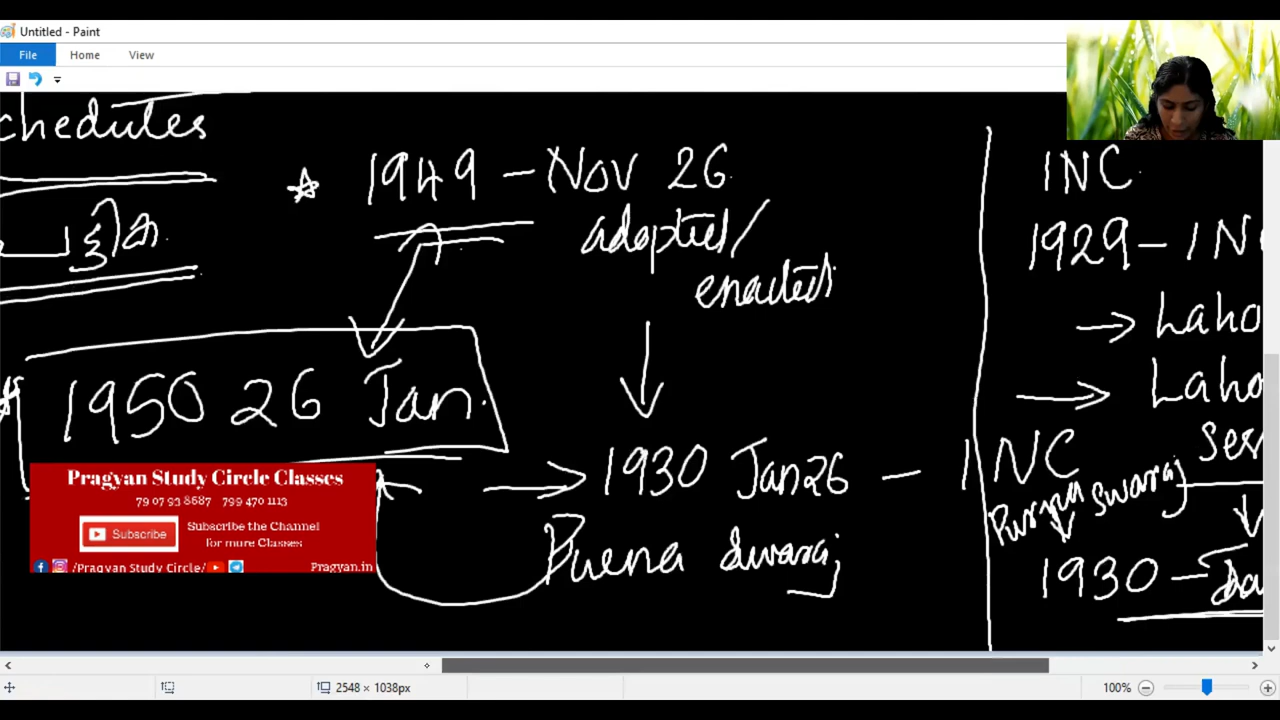 Untitled - Paint
File Home View
chedules
1949 - Nov 26
adopted/
enacted
1950 26 Jan.
→ 1930 Jan 26 - INC
Purna Swaraj
INC
1929 - IN
→ Laho
→ Laho
Ses
Purna Swaraj
1930 - Ja
Pragyan Study Circle Classes
79 07 93 8687 799 470 1113
Subscribe
Subscribe the Channel
for more Classes
/Pragyan Study Circle/
Pragyan.in
2548 × 1038px
100%